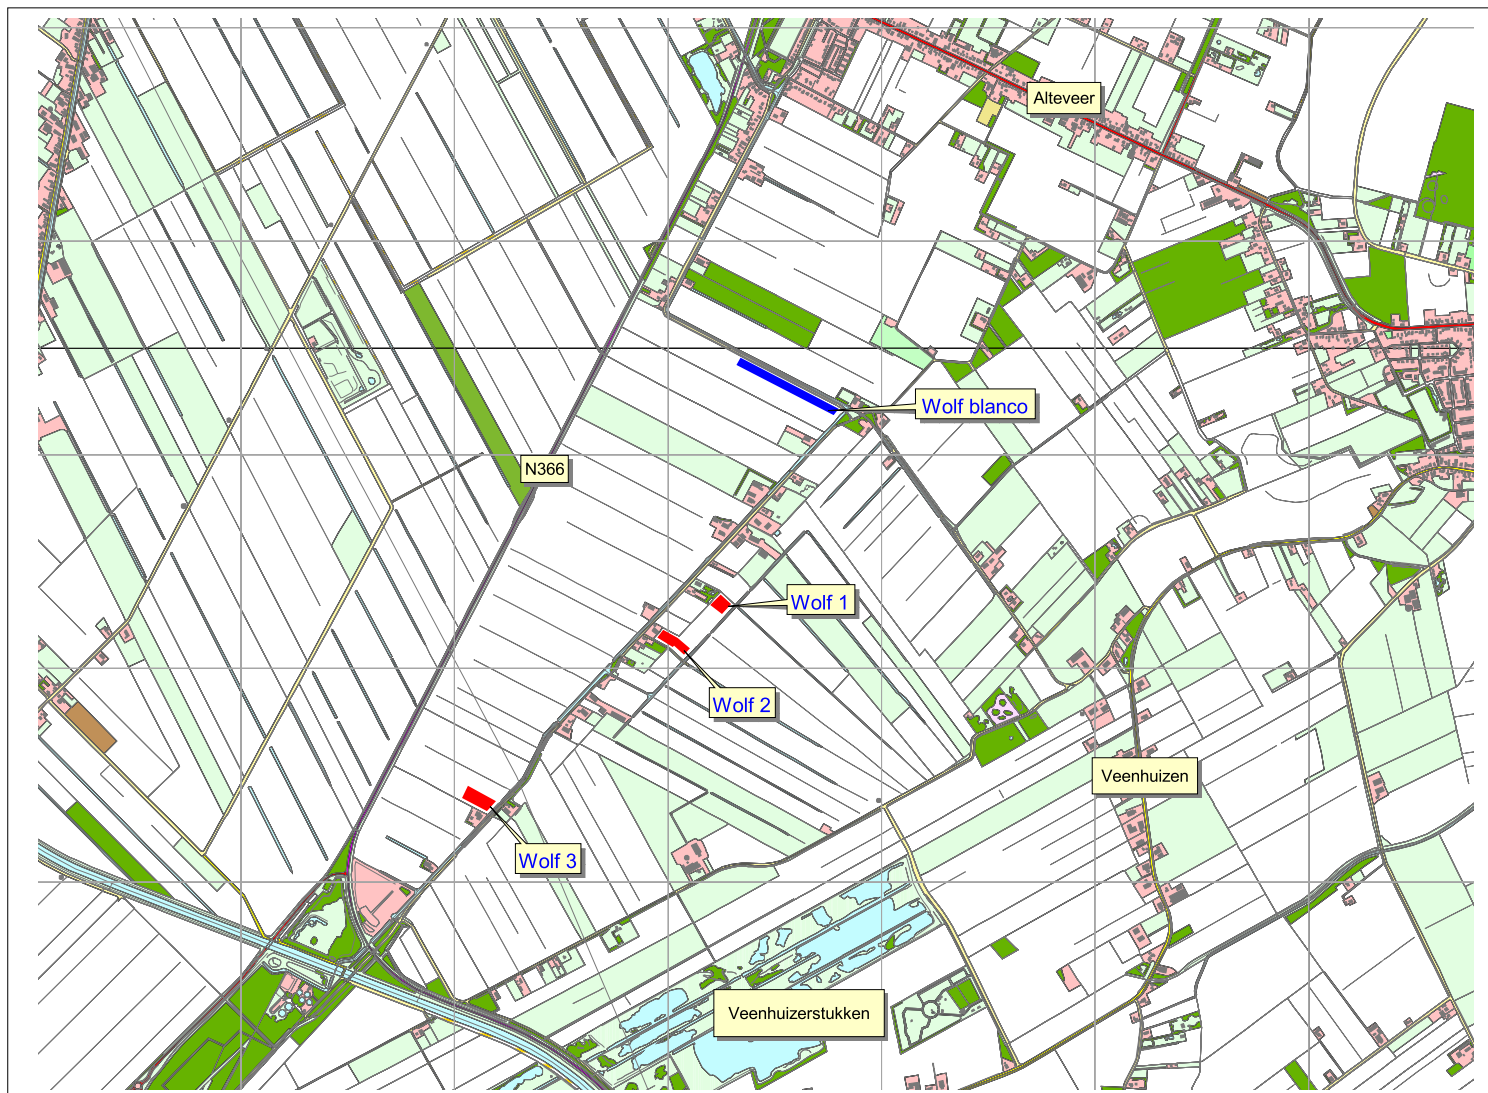 Alteveer
Wolf blanco
N366
Wolf 1
Wolf 2
Veenhuizen
Wolf 3
Veenhuizerstukken